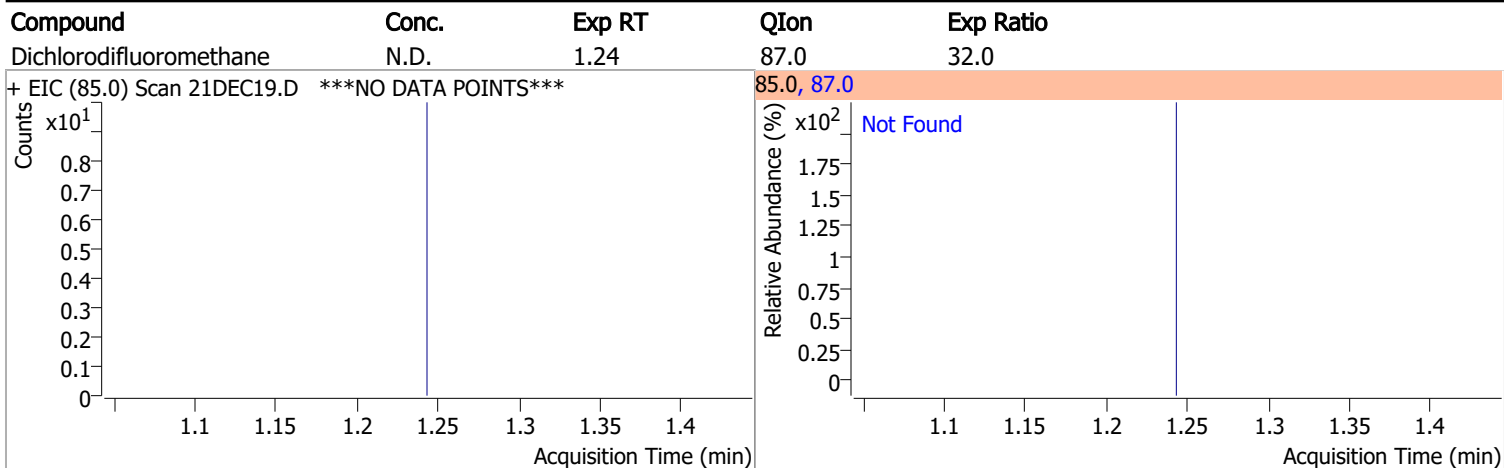 Compound Conc. Exp RT QIon Exp Ratio
Dichlorodifluoromethane N.D. 1.24 87.0 32.0
+ EIC (85.0) Scan 21DEC19.D ***NO DATA POINTS***
Counts
x10¹
0.8
0.7
0.6
0.5
0.4
0.3
0.2
0.1
0
1.1 1.15 1.2 1.25 1.3 1.35 1.4
Acquisition Time (min)
85.0, 87.0
Relative Abundance (%)
x10²
Not Found
1.75
1.5
1.25
1
0.75
0.5
0.25
0
1.1 1.15 1.2 1.25 1.3 1.35 1.4
Acquisition Time (min)